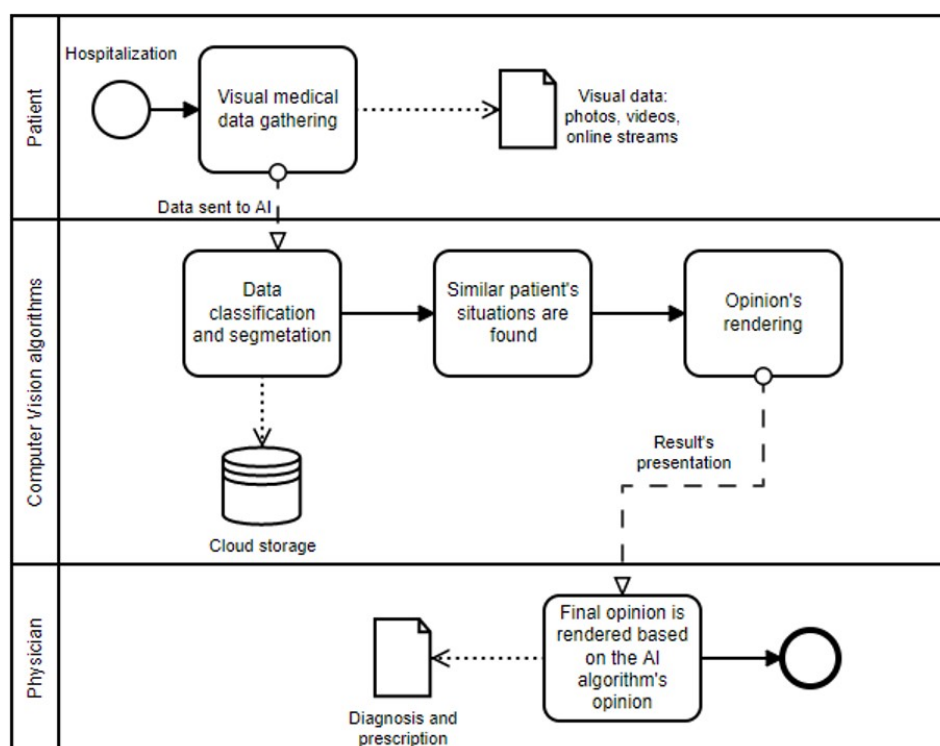 Patient
Hospitalization
Visual medical
data gathering
Visual data:
photos, videos,
online streams
Data sent to AI
Computer Vision algorithms
Data
classification
and segmetation
Similar patient's
situations are
found
Opinion's
rendering
Cloud storage
Result's
presentation
Physician
Final opinion is
rendered based
on the AI
algorithm's
opinion
Diagnosis and
prescription